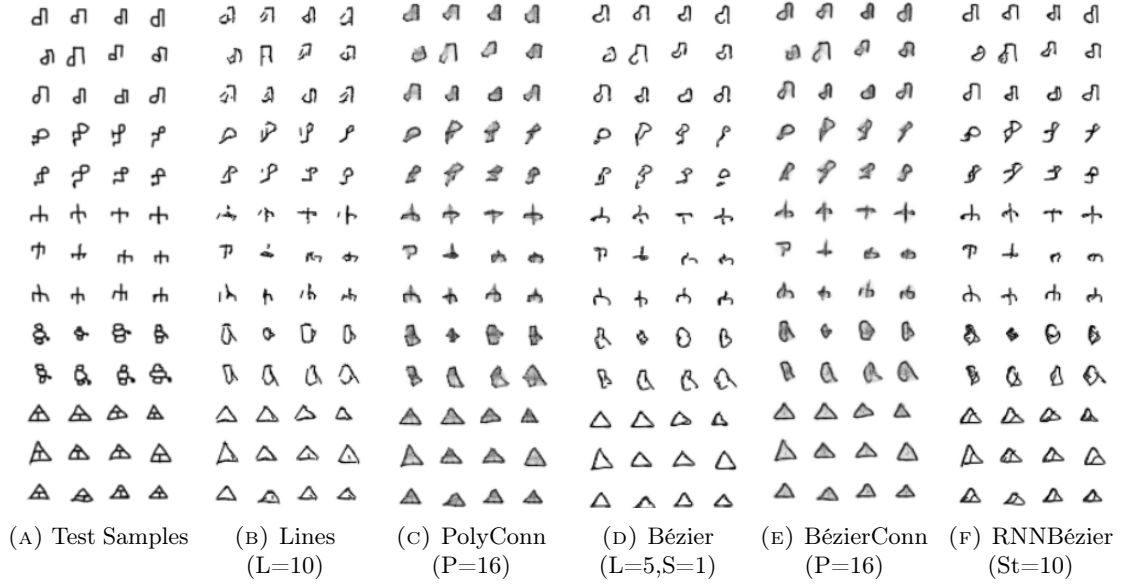 (A) Test Samples
(B) Lines
(L=10)
(C) PolyConn
(P=16)
(D) Bézier
(L=5,S=1)
(E) BézierConn
(P=16)
(F) RNNBézier
(St=10)